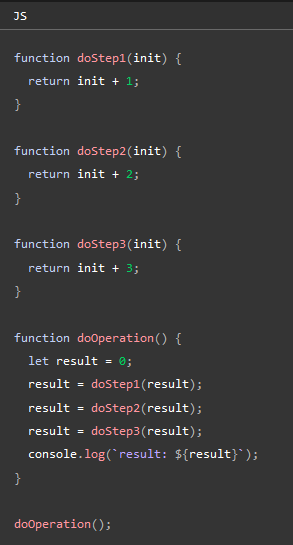 JS
function doStep1(init) {
  return init + 1;
}
function doStep2(init) {
  return init + 2;
}
function doStep3(init) {
  return init + 3;
}
function doOperation() {
  let result = 0;
  result = doStep1(result);
  result = doStep2(result);
  result = doStep3(result);
  console.log(`result: ${result}`);
}
doOperation();